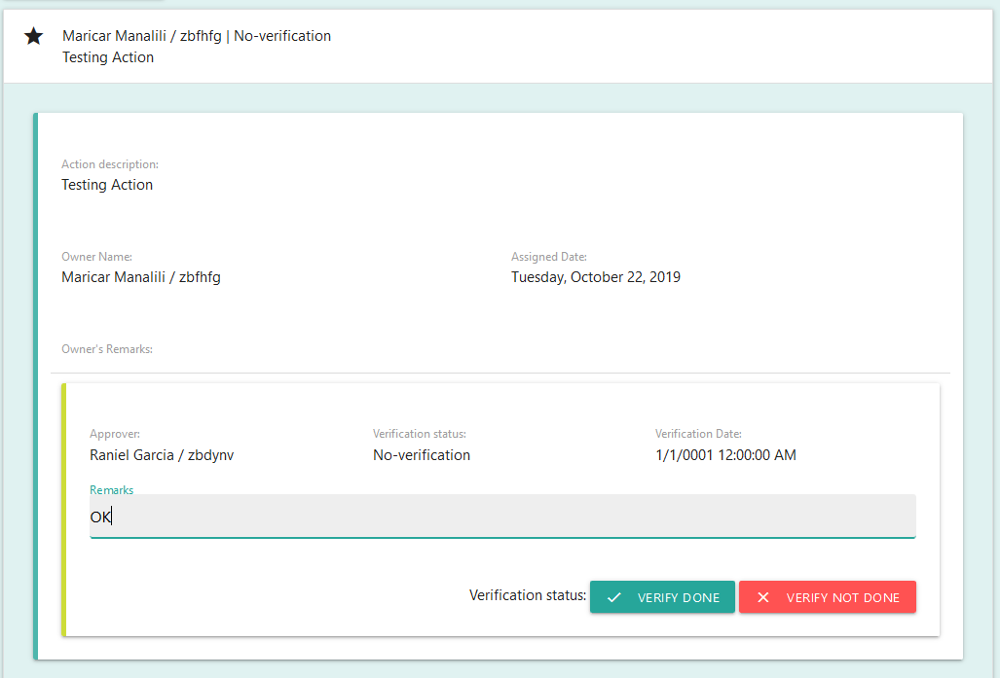 Maricar Manalili / zbfhfg | No-verification
Testing Action
Action description:
Testing Action
Owner Name:
Assigned Date:
Maricar Manalili / zbfhfg
Tuesday, October 22, 2019
Owner's Remarks:
Approver:
Verification status:
Verification Date:
Raniel Garcia / zbdynv
No-verification
1/1/0001 12:00:00 AM
Remarks
OK
Verification status:
VERIFY DONE
VERIFY NOT DONE